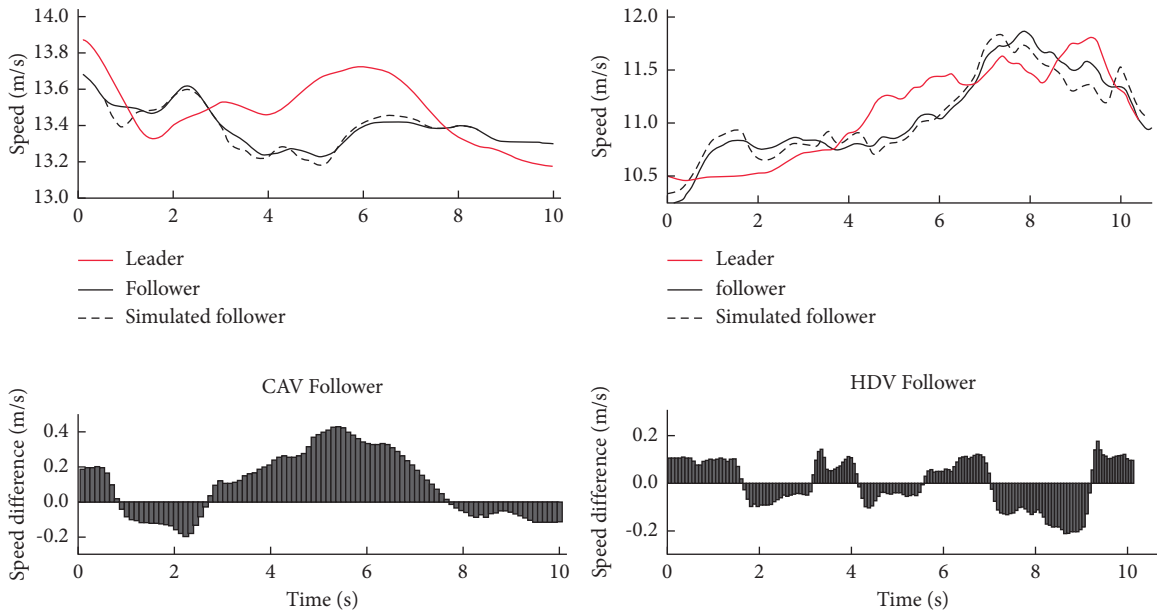 14.0
13.8
13.6
13.4
13.2
13.0
Speed (m/s)
0 2 4 6 8 10
Leader
Follower
Simulated follower
12.0
11.5
11.0
10.5
Speed (m/s)
0 2 4 6 8 10
Leader
follower
Simulated follower
CAV Follower
0.4
0.2
0.0
-0.2
Speed difference (m/s)
0 2 4 6 8 10
Time (s)
HDV Follower
0.2
0.0
-0.2
Speed difference (m/s)
0 2 4 6 8 10
Time (s)